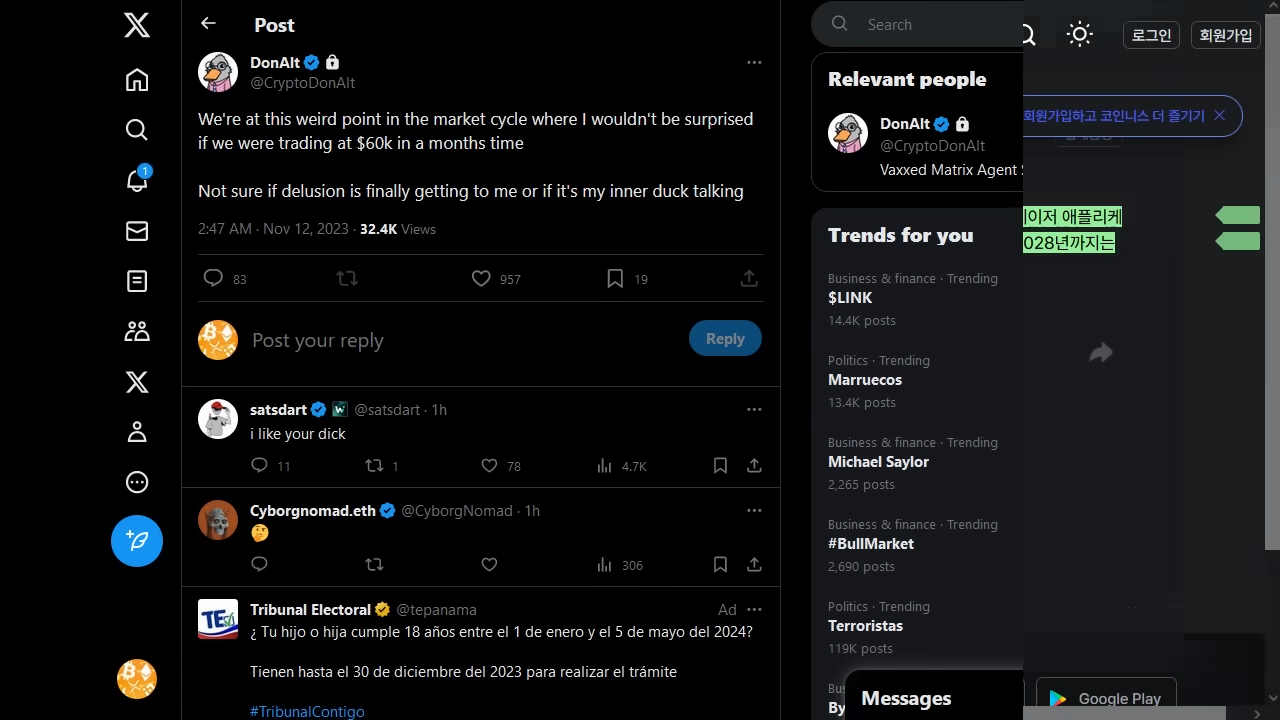 Post
DonAlt
@CryptoDonAlt
We're at this weird point in the market cycle where I wouldn't be surprised
if we were trading at $60k in a months time
Not sure if delusion is finally getting to me or if it's my inner duck talking
2:47 AM · Nov 12, 2023 · 32.4K Views
83
957
19
Post your reply
Reply
satsdart @satsdart · 1h
i like your dick
11
1
78
4.7K
Cyborgnomad.eth @CyborgNomad · 1h
🤔
306
Tribunal Electoral @tepanama
Ad
¿ Tu hijo o hija cumple 18 años entre el 1 de enero y el 5 de mayo del 2024?
Tienen hasta el 30 de diciembre del 2023 para realizar el trámite
#TribunalContigo
1
TE
Search
Relevant people
DonAlt
@CryptoDonAlt
Vaxxed Matrix Agent
Trends for you
Business & finance · Trending
$LINK
14.4K posts
Politics · Trending
Marruecos
13.4K posts
Business & finance · Trending
Michael Saylor
2,265 posts
Business & finance · Trending
#BullMarket
2,690 posts
Politics · Trending
Terroristas
119K posts
Bu
By
Messages
로그인
회원가입
회원가입하고 코인니스 더 즐기기
이저 애플리케
028년까지는
Google Play